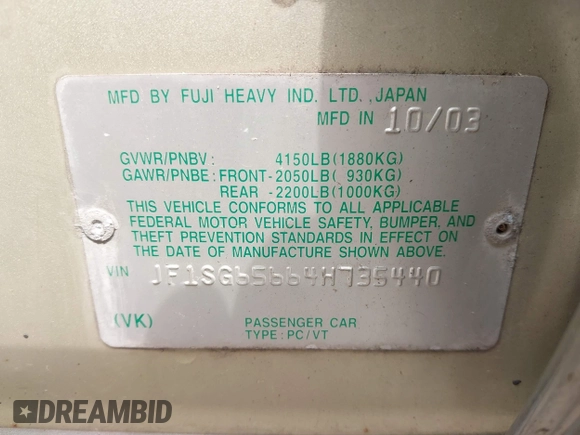 MFD BY FUJI HEAVY IND. LTD., JAPAN
MFD IN 10/03
GVWR/PNBV: 4150LB(1880KG)
GAWR/PNBE: FRONT-2050LB( 930KG)
REAR -2200LB(1000KG)
THIS VEHICLE CONFORMS TO ALL APPLICABLE
FEDERAL MOTOR VEHICLE SAFETY, BUMPER, AND
THEFT PREVENTION STANDARDS IN EFFECT ON
THE DATE OF MANUFACTURE SHOWN ABOVE.
VIN JF1SG65664H735440
(VK) PASSENGER CAR
TYPE: PC/VT
DREAMBID